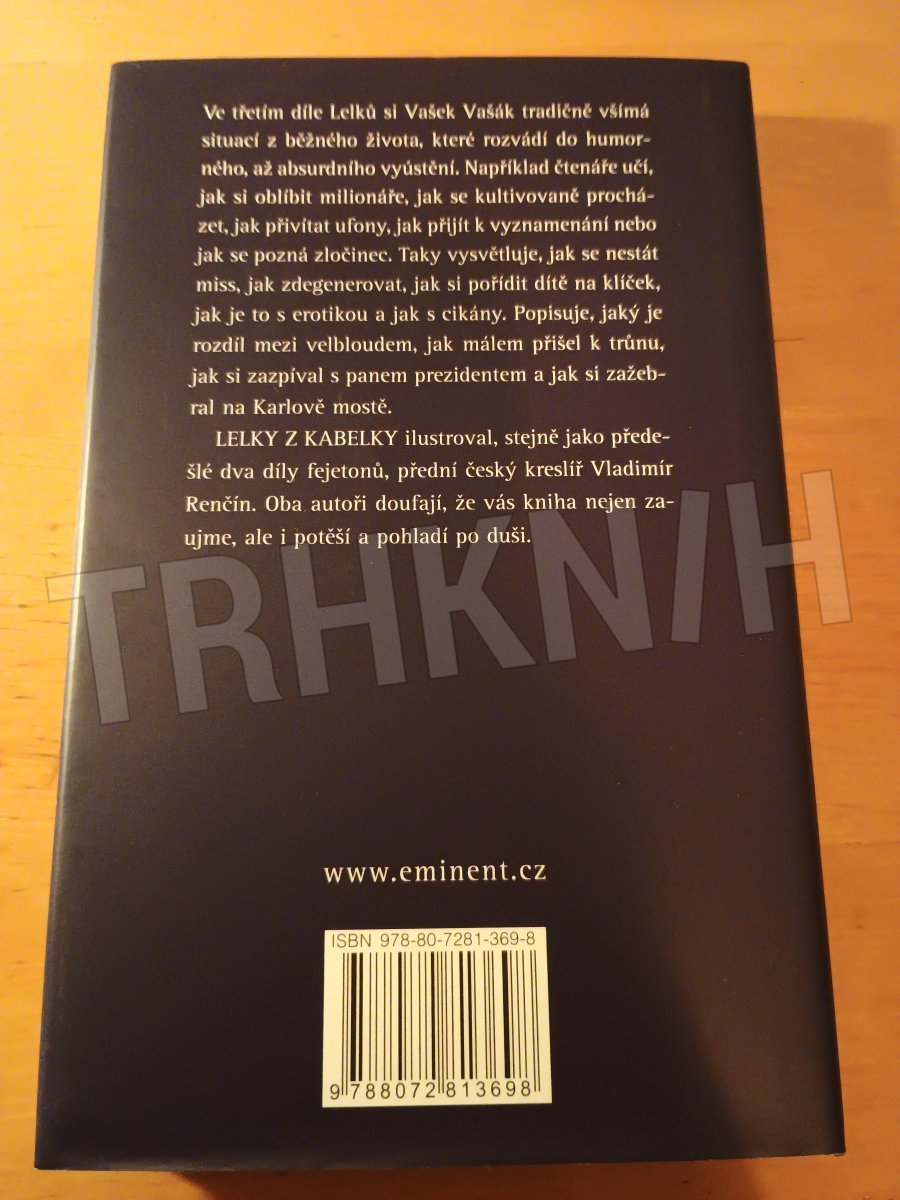 Ve třetím díle Lelků si Vašek Vašák tradičně všímá
situací z běžného života, které rozvádí do humor-
ného, až absurdního vyústění. Například čtenáře učí,
jak si oblíbit milionáře, jak se kultivovaně prochá-
zet, jak přivítat ufony, jak přijít k vyznamenání nebo
jak se pozná zločinec. Taky vysvětluje, jak se nestát
miss, jak zdegenerovat, jak si pořídit dítě na klíček,
jak je to s erotikou a jak s cikány. Popisuje, jaký je
rozdíl mezi velbloudem, jak málem přišel k trůnu,
jak si zazpíval s panem prezidentem a jak si zažeb-
ral na Karlově mostě.
LELKY Z KABELKY ilustroval, stejně jako přede-
šlé dva díly fejetonů, přední český kreslíř Vladimír
Renčín. Oba autoři doufají, že vás kniha nejen za-
ujme, ale i potěší a pohladí po duši.
TRHKN/H
www.eminent.cz
ISBN 978-80-7281-369-8
9 788072 813698